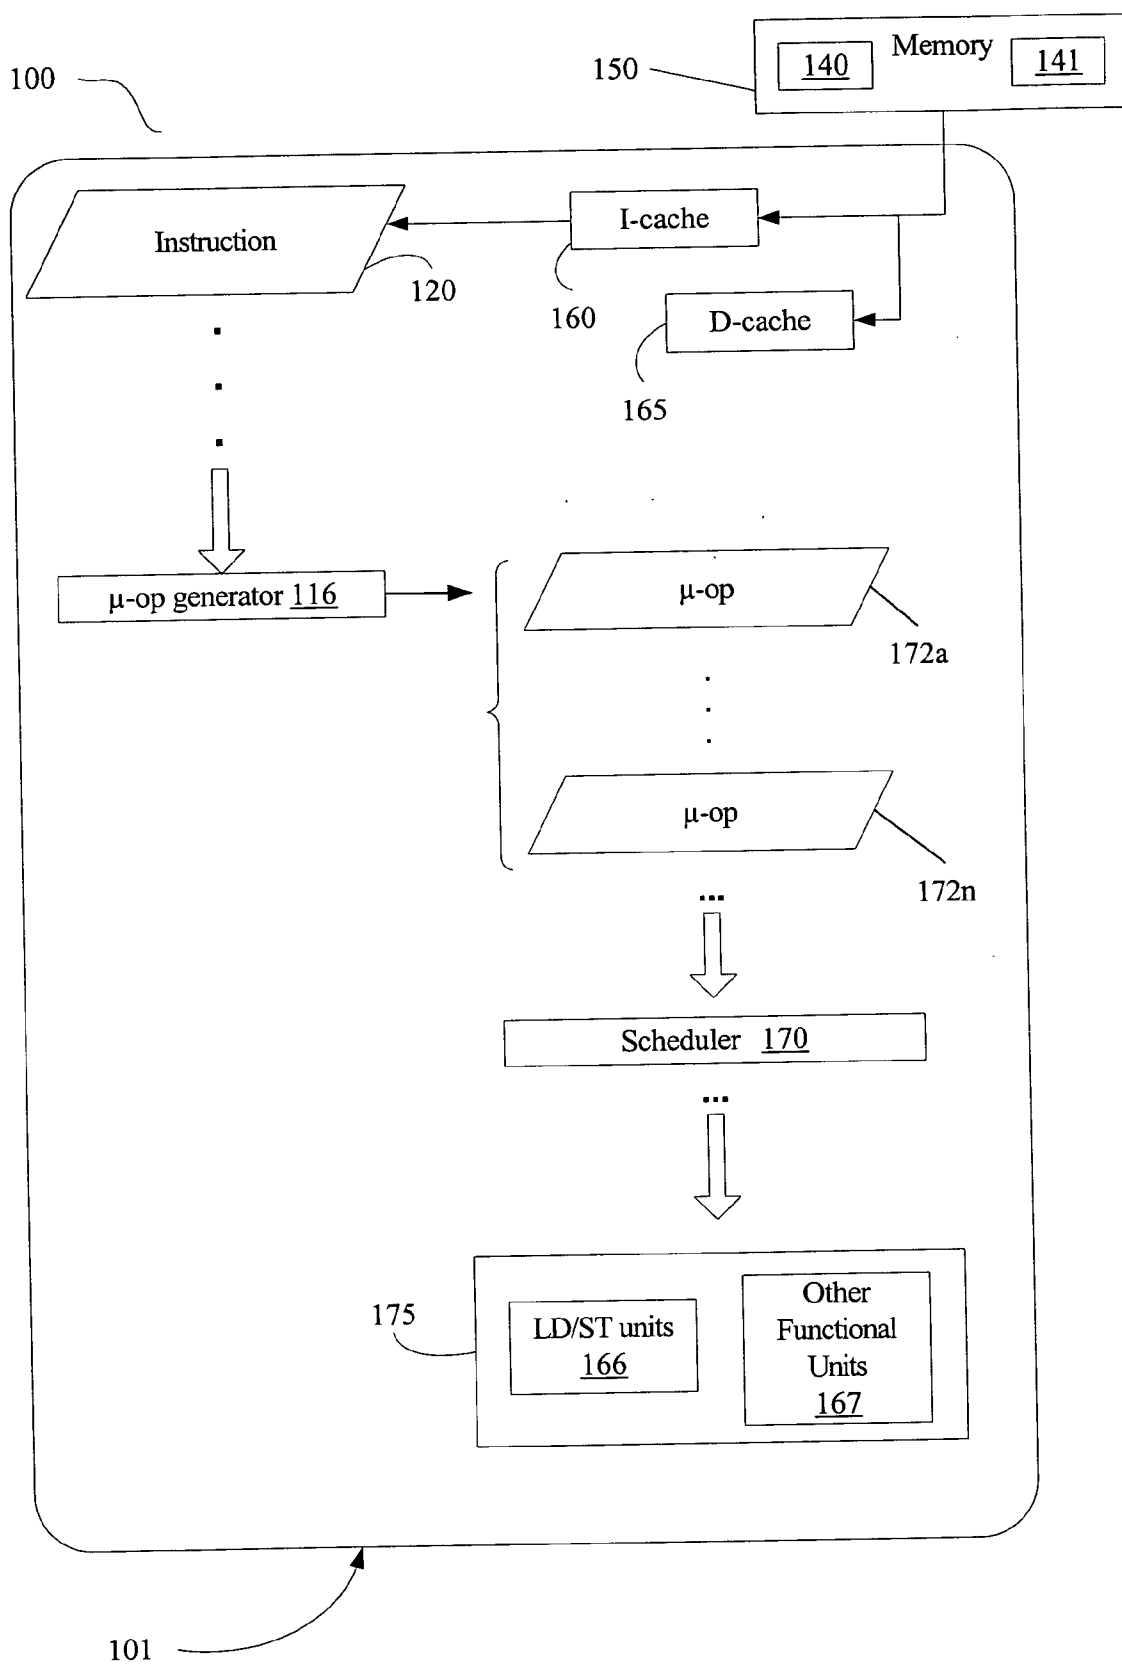 Memory
140
141
150
100
Instruction
I-cache
120
160
D-cache
165
μ-op generator 116
μ-op
172a
μ-op
172n
Scheduler 170
175
LD/ST units
166
Other
Functional
Units
167
101